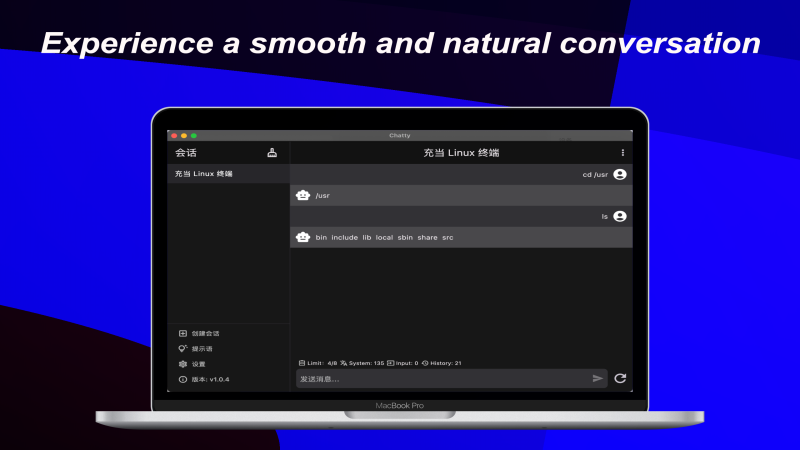 Experience a smooth and natural conversation
Chatty
会话
充当 Linux 终端
充当 Linux 终端
cd /usr
/usr
ls
bin include lib local sbin share src
创建会话
提示语
设置
版本: v1.0.4
Limit: 4/8 System: 135 Input: 0 History: 21
发送消息...
MacBook Pro